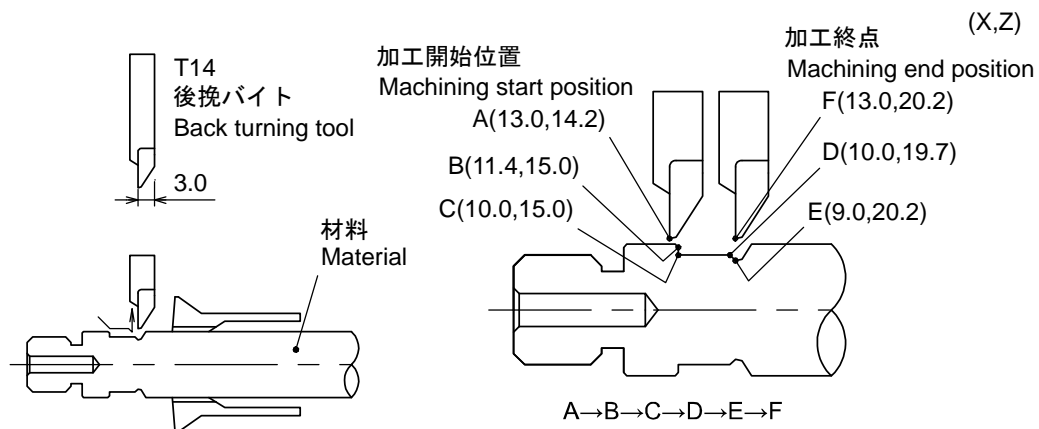 T14
後挽バイト
Back turning tool
3.0
材料
Material
(X,Z)
加工開始位置
Machining start position
A(13.0,14.2)
B(11.4,15.0)
C(10.0,15.0)
加工終点
Machining end position
F(13.0,20.2)
D(10.0,19.7)
E(9.0,20.2)
A→B→C→D→E→F